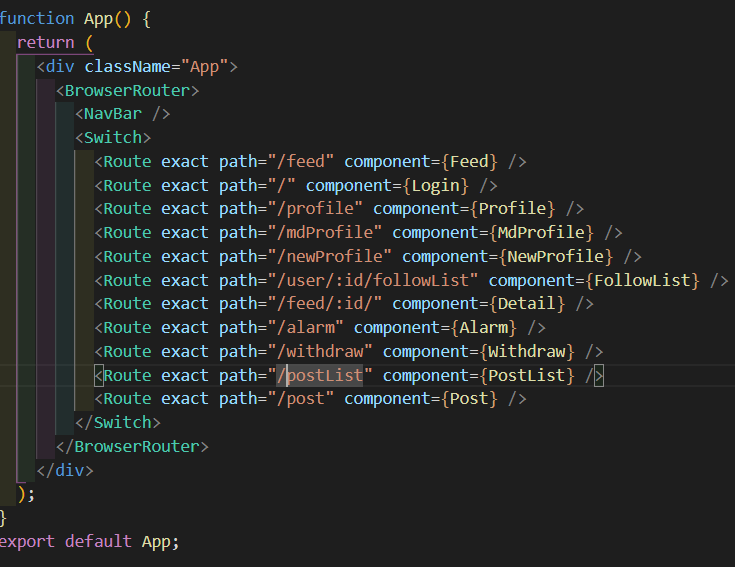 function App() {
return (
<div className="App">
<BrowserRouter>
<NavBar />
<Switch>
<Route exact path="/feed" component={Feed} />
<Route exact path="/" component={Login} />
<Route exact path="/profile" component={Profile} />
<Route exact path="/mdProfile" component={MdProfile} />
<Route exact path="/newProfile" component={NewProfile} />
<Route exact path="/user/:id/followList" component={FollowList} />
<Route exact path="/feed/:id/" component={Detail} />
<Route exact path="/alarm" component={Alarm} />
<Route exact path="/withdraw" component={Withdraw} />
<Route exact path="/postList" component={PostList} />
<Route exact path="/post" component={Post} />
</Switch>
</BrowserRouter>
</div>
);
}
export default App;